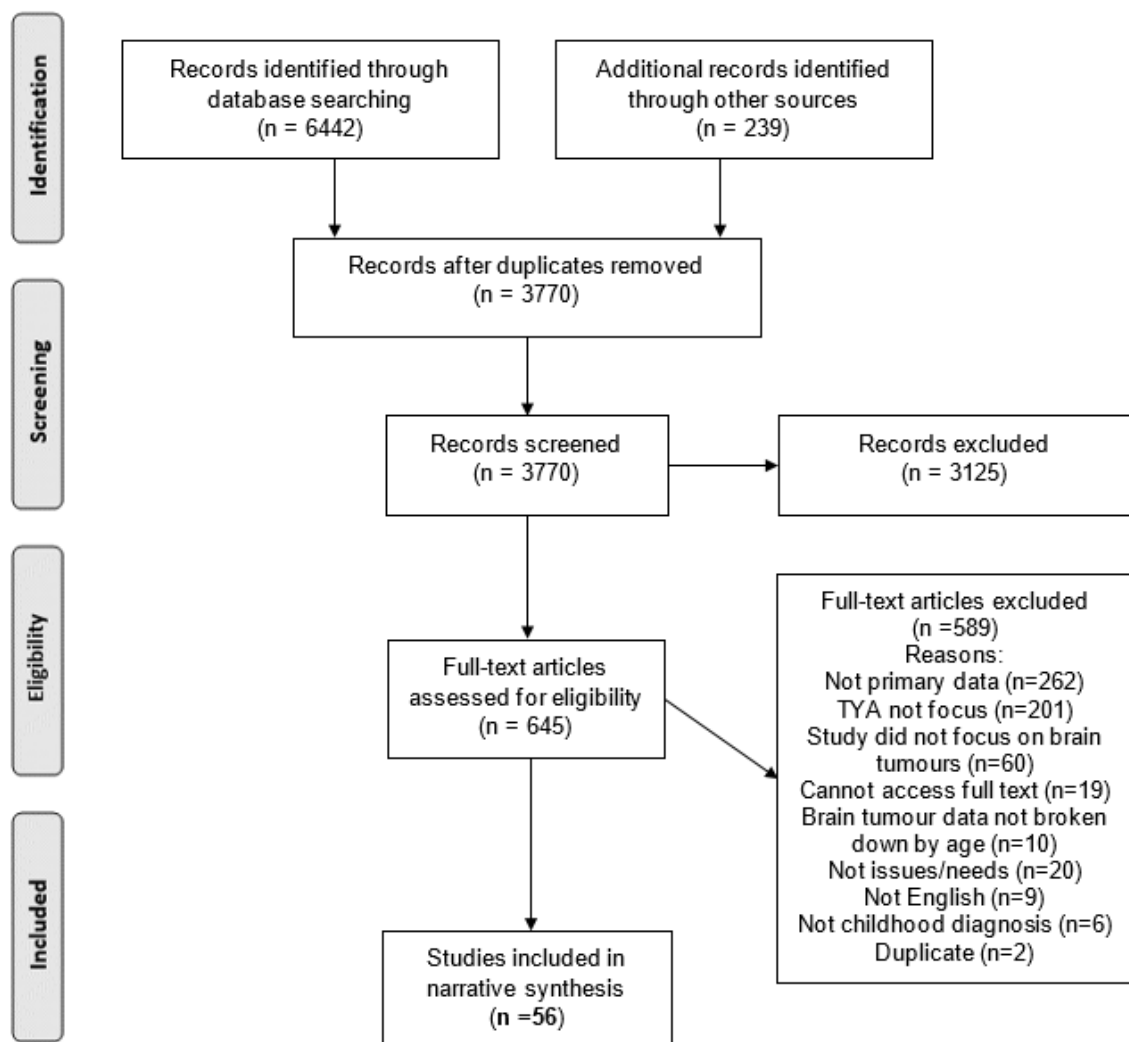 Identification
Records identified through
database searching
(n = 6442)
Additional records identified
through other sources
(n = 239)
Records after duplicates removed
(n = 3770)
Screening
Records screened
(n = 3770)
Records excluded
(n = 3125)
Eligibility
Full-text articles
assessed for eligibility
(n = 645)
Full-text articles excluded
(n =589)
Reasons:
Not primary data (n=262)
TYA not focus (n=201)
Study did not focus on brain
tumours (n=60)
Cannot access full text (n=19)
Brain tumour data not broken
down by age (n=10)
Not issues/needs (n=20)
Not English (n=9)
Not childhood diagnosis (n=6)
Duplicate (n=2)
Included
Studies included in
narrative synthesis
(n =56)